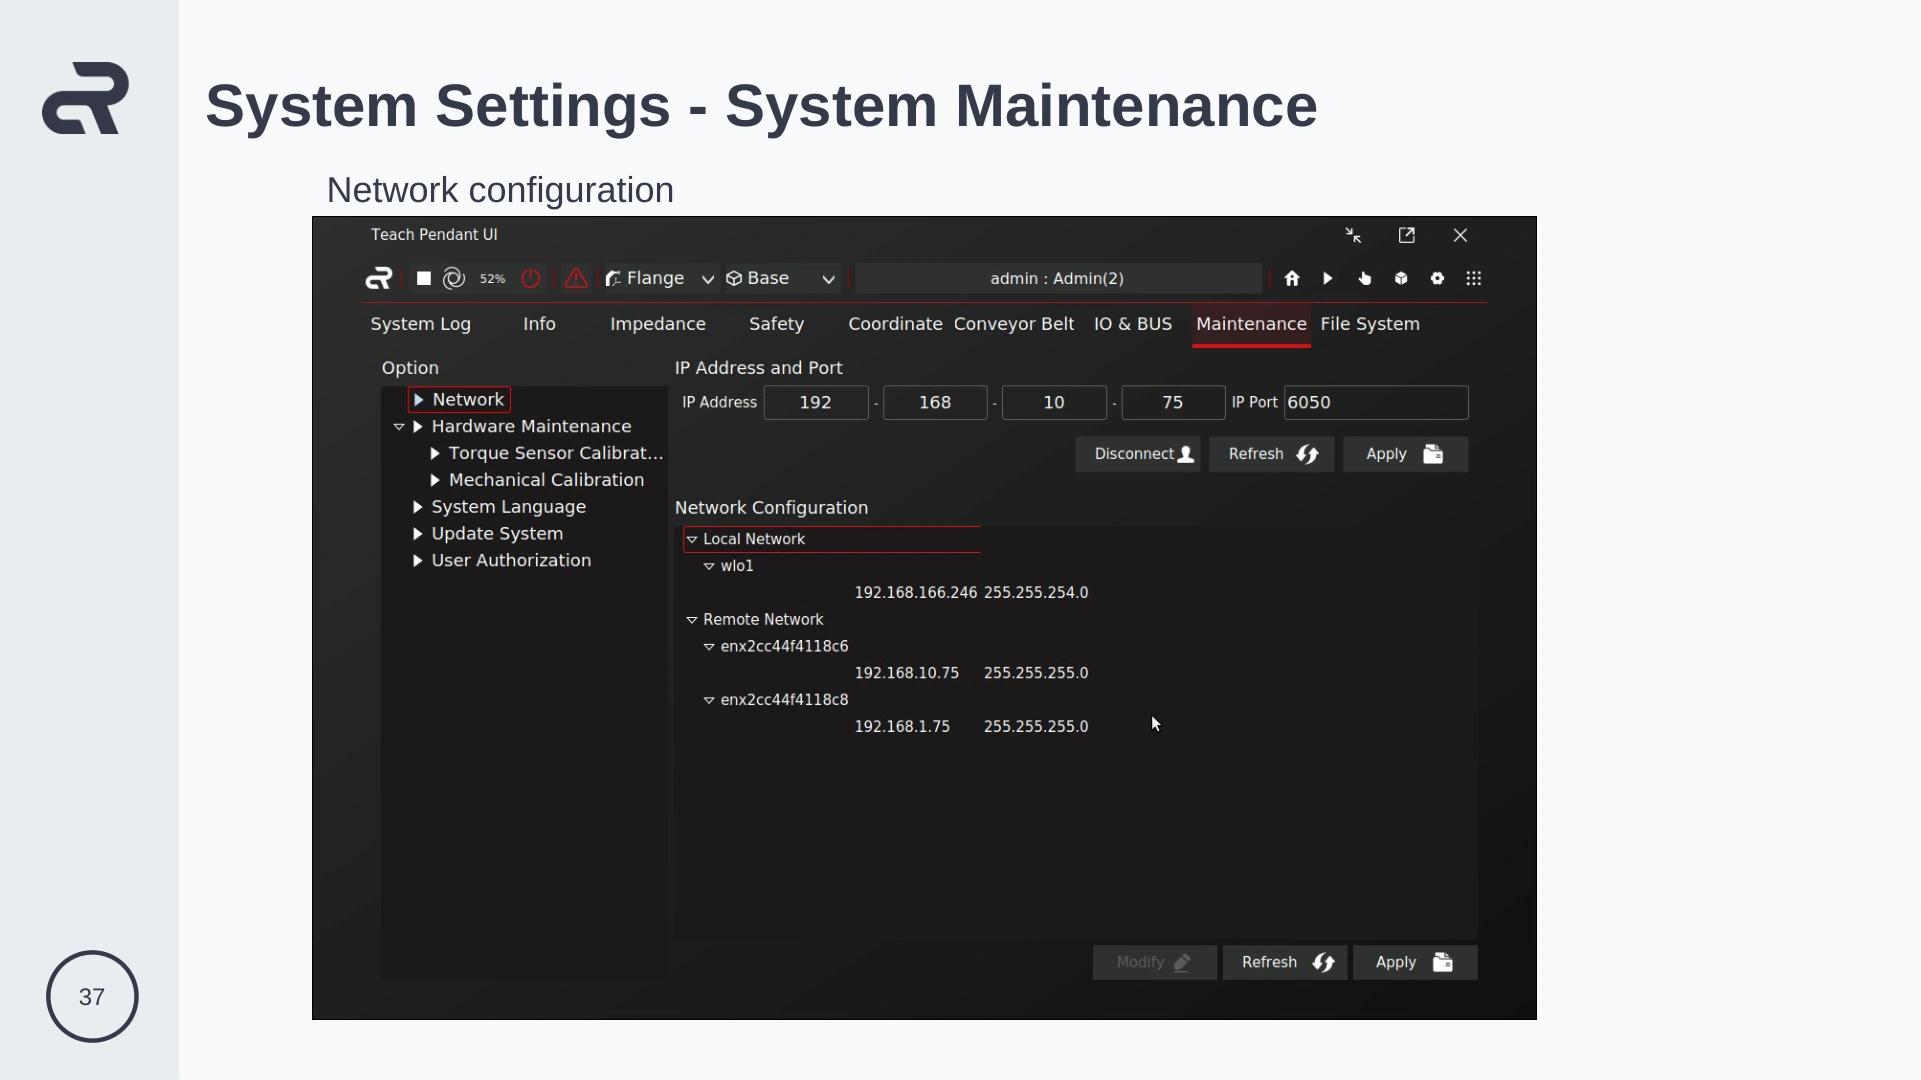 System Settings - System Maintenance
Network configuration
Teach Pendant UI
52% Flange Base admin : Admin(2)
System Log Info Impedance Safety Coordinate Conveyor Belt IO & BUS Maintenance File System
Option
Network
Hardware Maintenance
Torque Sensor Calibrat...
Mechanical Calibration
System Language
Update System
User Authorization
IP Address and Port
IP Address 192 - 168 - 10 - 75 IP Port 6050
Disconnect Refresh Apply
Network Configuration
Local Network
wlo1
192.168.166.246 255.255.254.0
Remote Network
enx2cc44f4118c6
192.168.10.75 255.255.255.0
enx2cc44f4118c8
192.168.1.75 255.255.255.0
Modify Refresh Apply
37